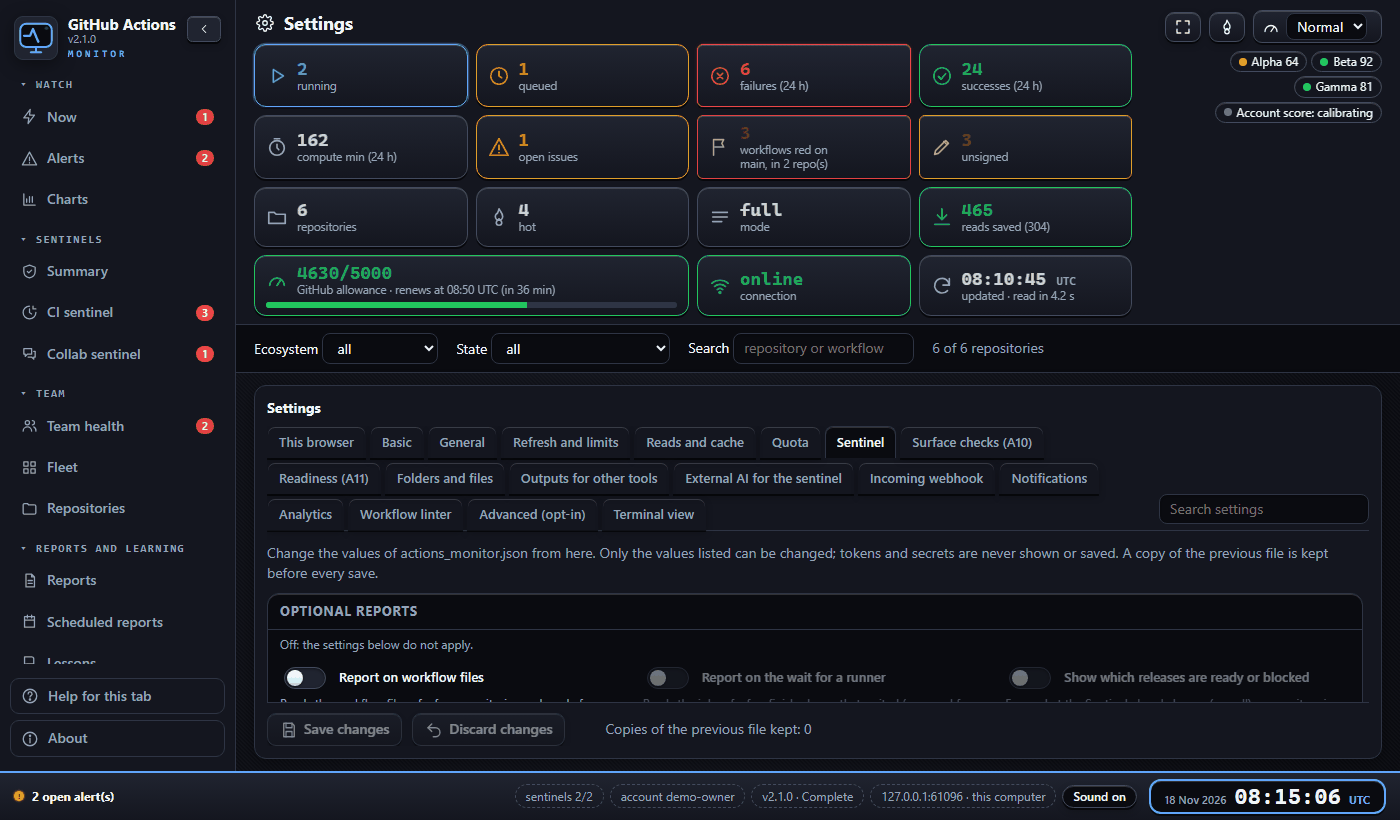 GitHub Actions
v2.1.0
MONITOR
WATCH
Now 1
Alerts 2
Charts
SENTINELS
Summary
CI sentinel 3
Collab sentinel 1
TEAM
Team health 2
Fleet
Repositories
REPORTS AND LEARNING
Reports
Scheduled reports
Lessons
Help for this tab
About
Settings
Normal
Alpha 64
Beta 92
Gamma 81
Account score: calibrating
2
running
1
queued
6
failures (24 h)
24
successes (24 h)
162
compute min (24 h)
1
open issues
3
workflows red on
main, in 2 repo(s)
3
unsigned
6
repositories
4
hot
full
mode
465
reads saved (304)
4630/5000
GitHub allowance · renews at 08:50 UTC (in 36 min)
online
connection
08:10:45 UTC
updated · read in 4.2 s
Ecosystem all State all Search repository or workflow 6 of 6 repositories
Settings
This browser Basic General Refresh and limits Reads and cache Quota Sentinel Surface checks (A10)
Readiness (A11) Folders and files Outputs for other tools External AI for the sentinel Incoming webhook Notifications
Analytics Workflow linter Advanced (opt-in) Terminal view
Search settings
Change the values of actions_monitor.json from here. Only the values listed can be changed; tokens and secrets are never shown or saved. A copy of the previous file is kept
before every save.
OPTIONAL REPORTS
Off: the settings below do not apply.
Report on workflow files Report on the wait for a runner Show which releases are ready or blocked
Save changes Discard changes Copies of the previous file kept: 0
2 open alert(s)
sentinels 2/2 account demo-owner v2.1.0 · Complete 127.0.0.1:61096 · this computer Sound on 18 Nov 2026 08:15:06 UTC